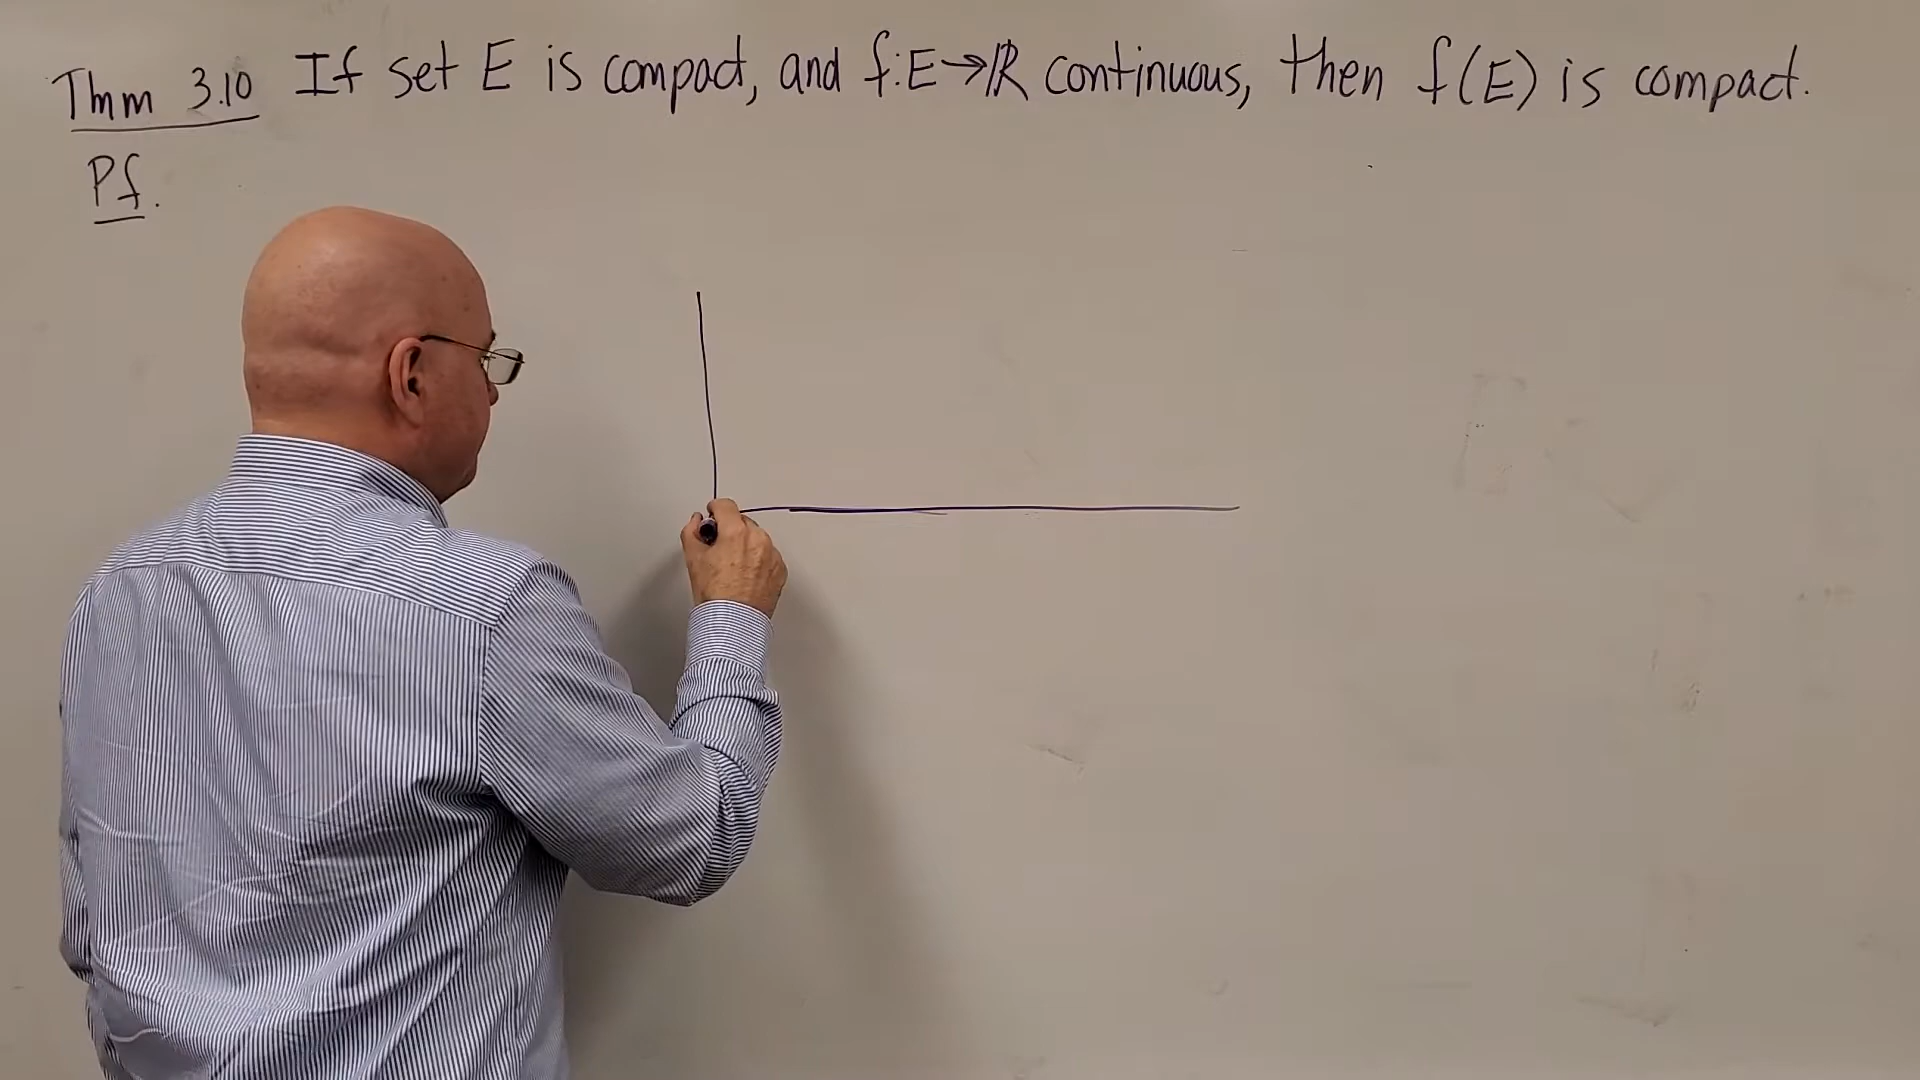 Thm 3.10 If set E is compact, and f:E→ℝ continuous, then f(E) is compact.
Pf.